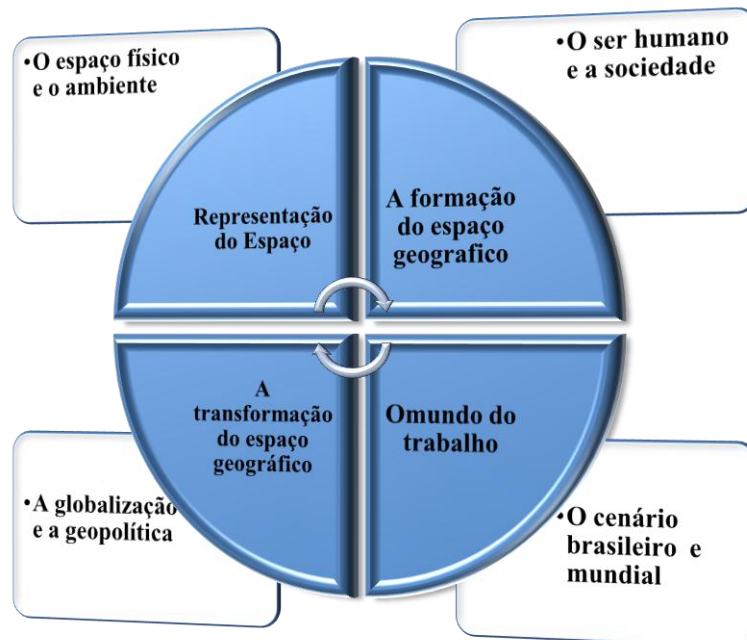 •O espaço físico
e o ambiente
•O ser humano
e a sociedade
Representação
do Espaço
A formação
do espaço
geografico
A
transformação
do espaço
geográfico
Omundo do
trabalho
•A globalização
e a geopolítica
•O cenário
brasileiro e
mundial